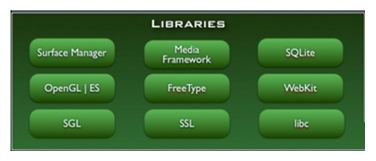 LIBRARIES
Surface Manager
Media
Framework
SQLite
OpenGL | ES
FreeType
WebKit
SGL
SSL
libc